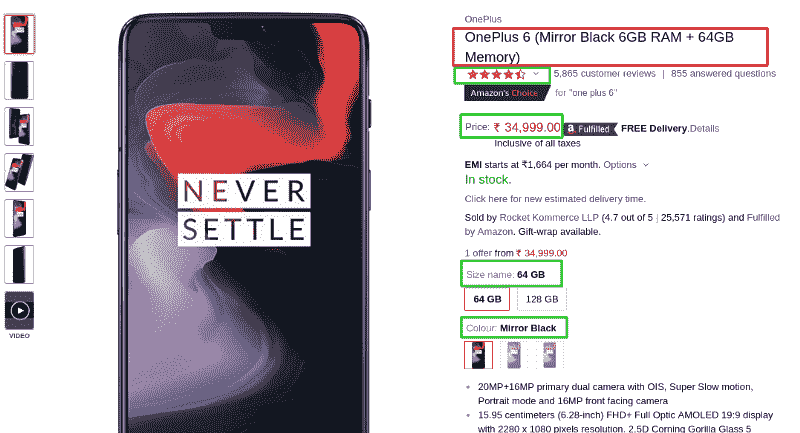 OnePlus
OnePlus 6 (Mirror Black 6GB RAM + 64GB
Memory)
5,865 customer reviews | 855 answered questions
Amazon's Choice for "one plus 6"
Price: ₹ 34,999.00 a Fulfilled FREE Delivery.Details
Inclusive of all taxes
EMI starts at ₹1,664 per month. Options
In stock.
Click here for new estimated delivery time.
Sold by Rocket Kommerce LLP (4.7 out of 5 | 25,571 ratings) and Fulfilled
by Amazon. Gift-wrap available.
1 offer from ₹ 34,999.00
Size name: 64 GB
64 GB 128 GB
Colour: Mirror Black
20MP+16MP primary dual camera with OIS, Super Slow motion,
Portrait mode and 16MP front facing camera
15.95 centimeters (6.28-inch) FHD+ Full Optic AMOLED 19:9 display
with 2280 x 1080 pixels resolution, 2.5D Corning Gorilla Glass 5
NEVER
SETTLE
VIDEO